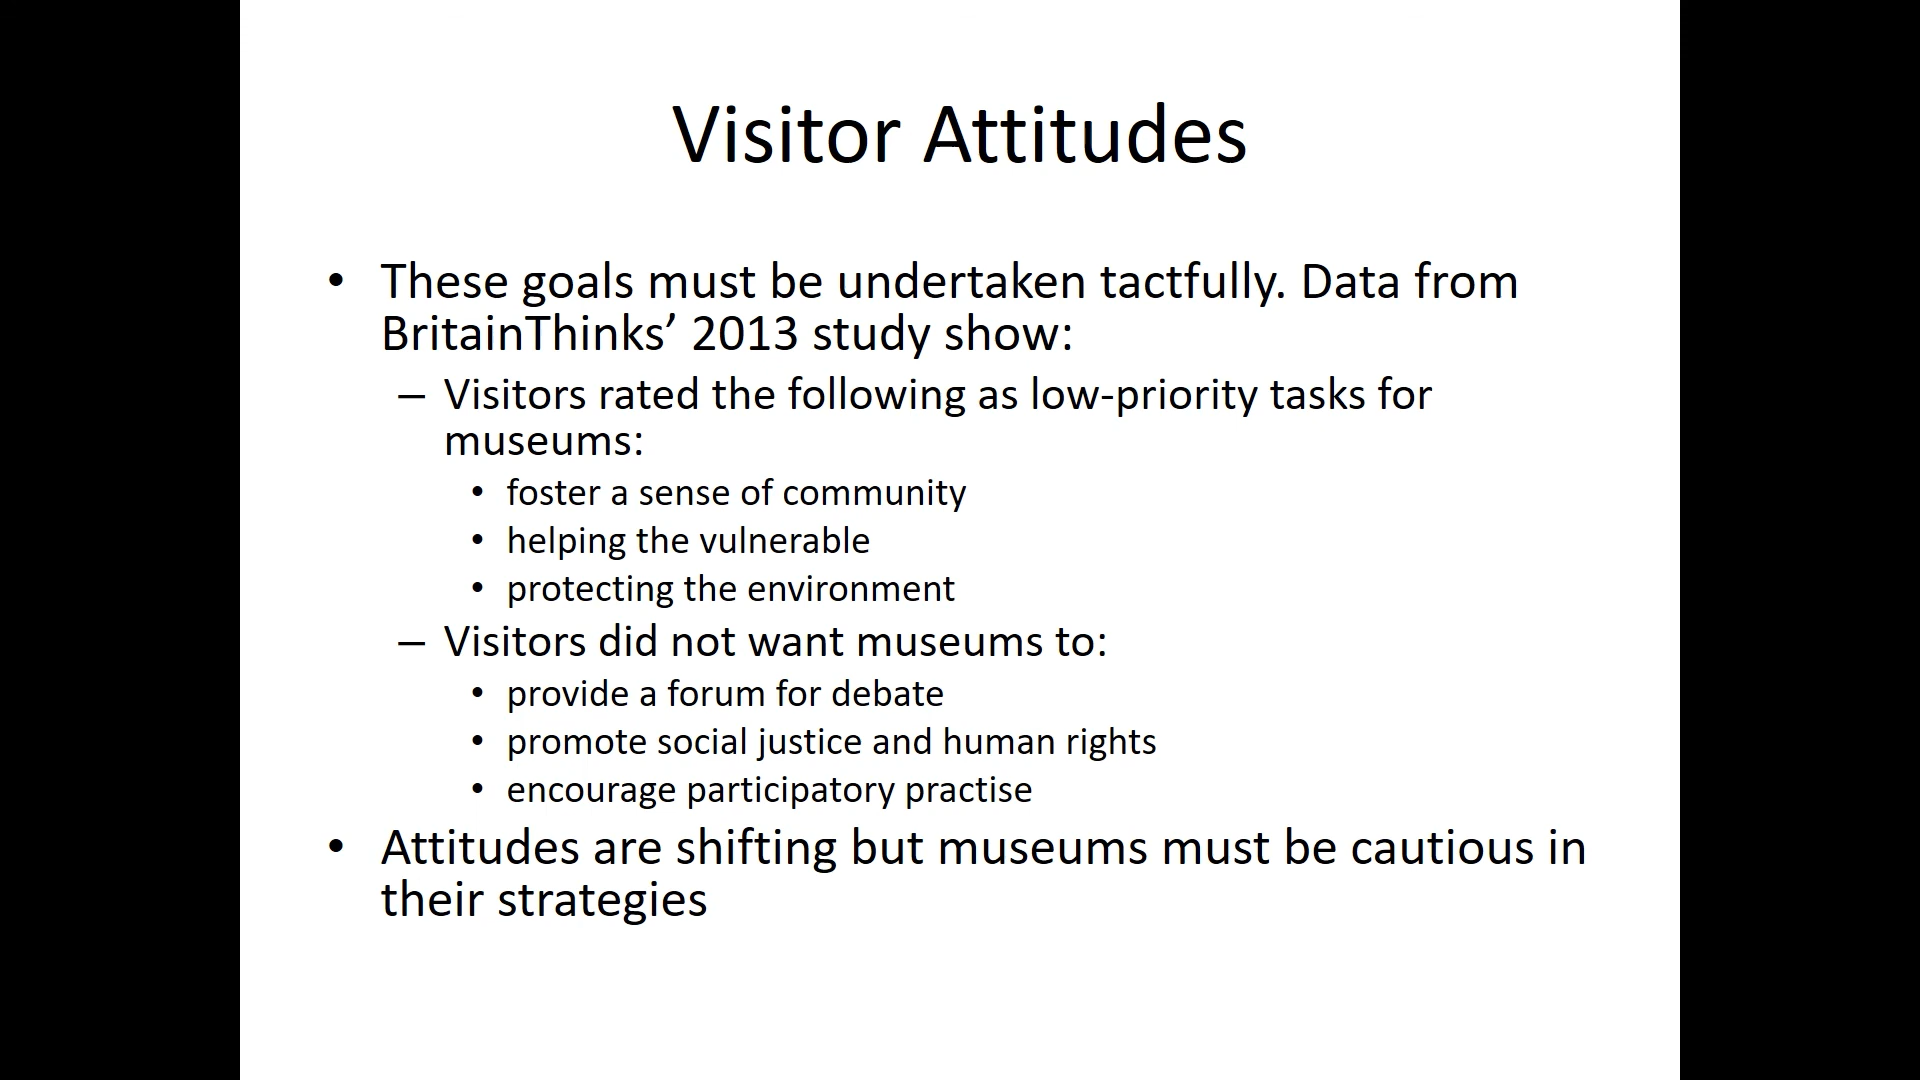 Visitor Attitudes
• These goals must be undertaken tactfully. Data from
BritainThinks’ 2013 study show:
– Visitors rated the following as low-priority tasks for
museums:
• foster a sense of community
• helping the vulnerable
• protecting the environment
– Visitors did not want museums to:
• provide a forum for debate
• promote social justice and human rights
• encourage participatory practise
• Attitudes are shifting but museums must be cautious in
their strategies